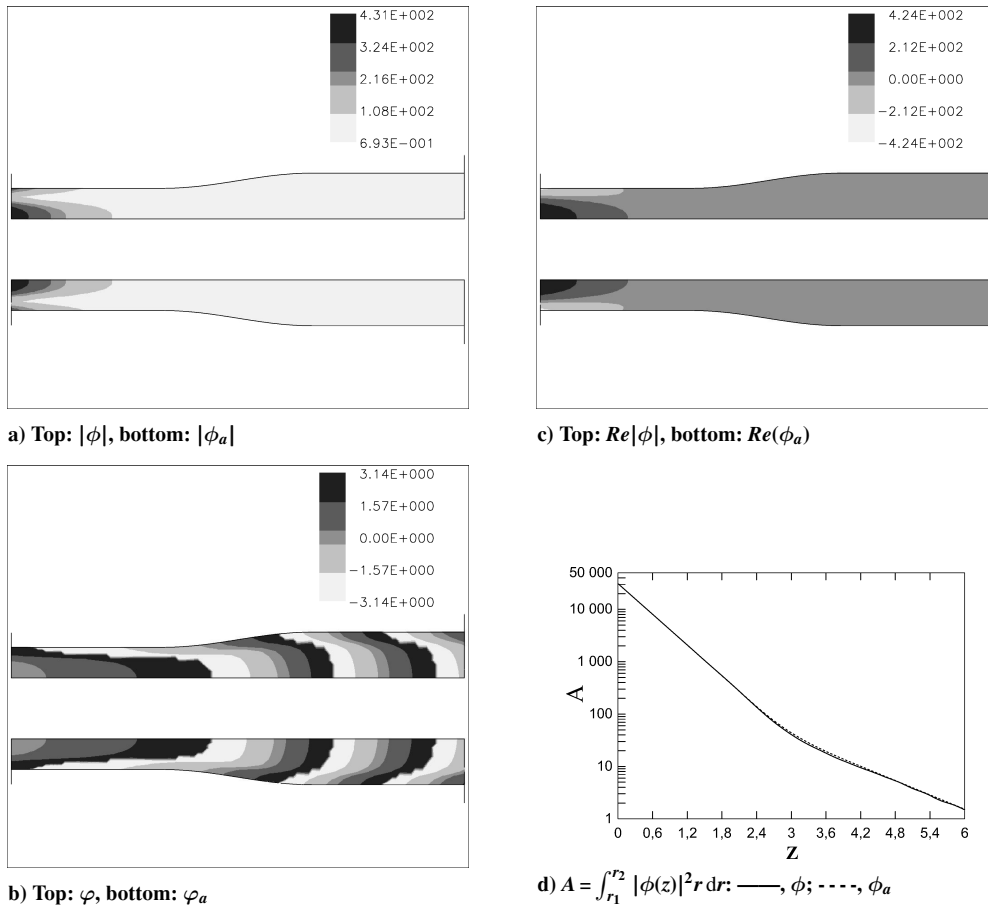 4.31E+002
3.24E+002
2.16E+002
1.08E+002
6.93E-001
a) Top: |ϕ|, bottom: |ϕₐ|
4.24E+002
2.12E+002
0.00E+000
−2.12E+002
−4.24E+002
c) Top: Re|ϕ|, bottom: Re(ϕₐ)
3.14E+000
1.57E+000
0.00E+000
−1.57E+000
−3.14E+000
b) Top: φ, bottom: φₐ
50 000
10 000
1 000
100
10
1
A
0 0,6 1,2 1,8 2,4 3 3,6 4,2 4,8 5,4 6
z
d) A = ∫_{r₁}^{r₂} |ϕ(z)|² r dr: ——, ϕ; - - - -, ϕₐ